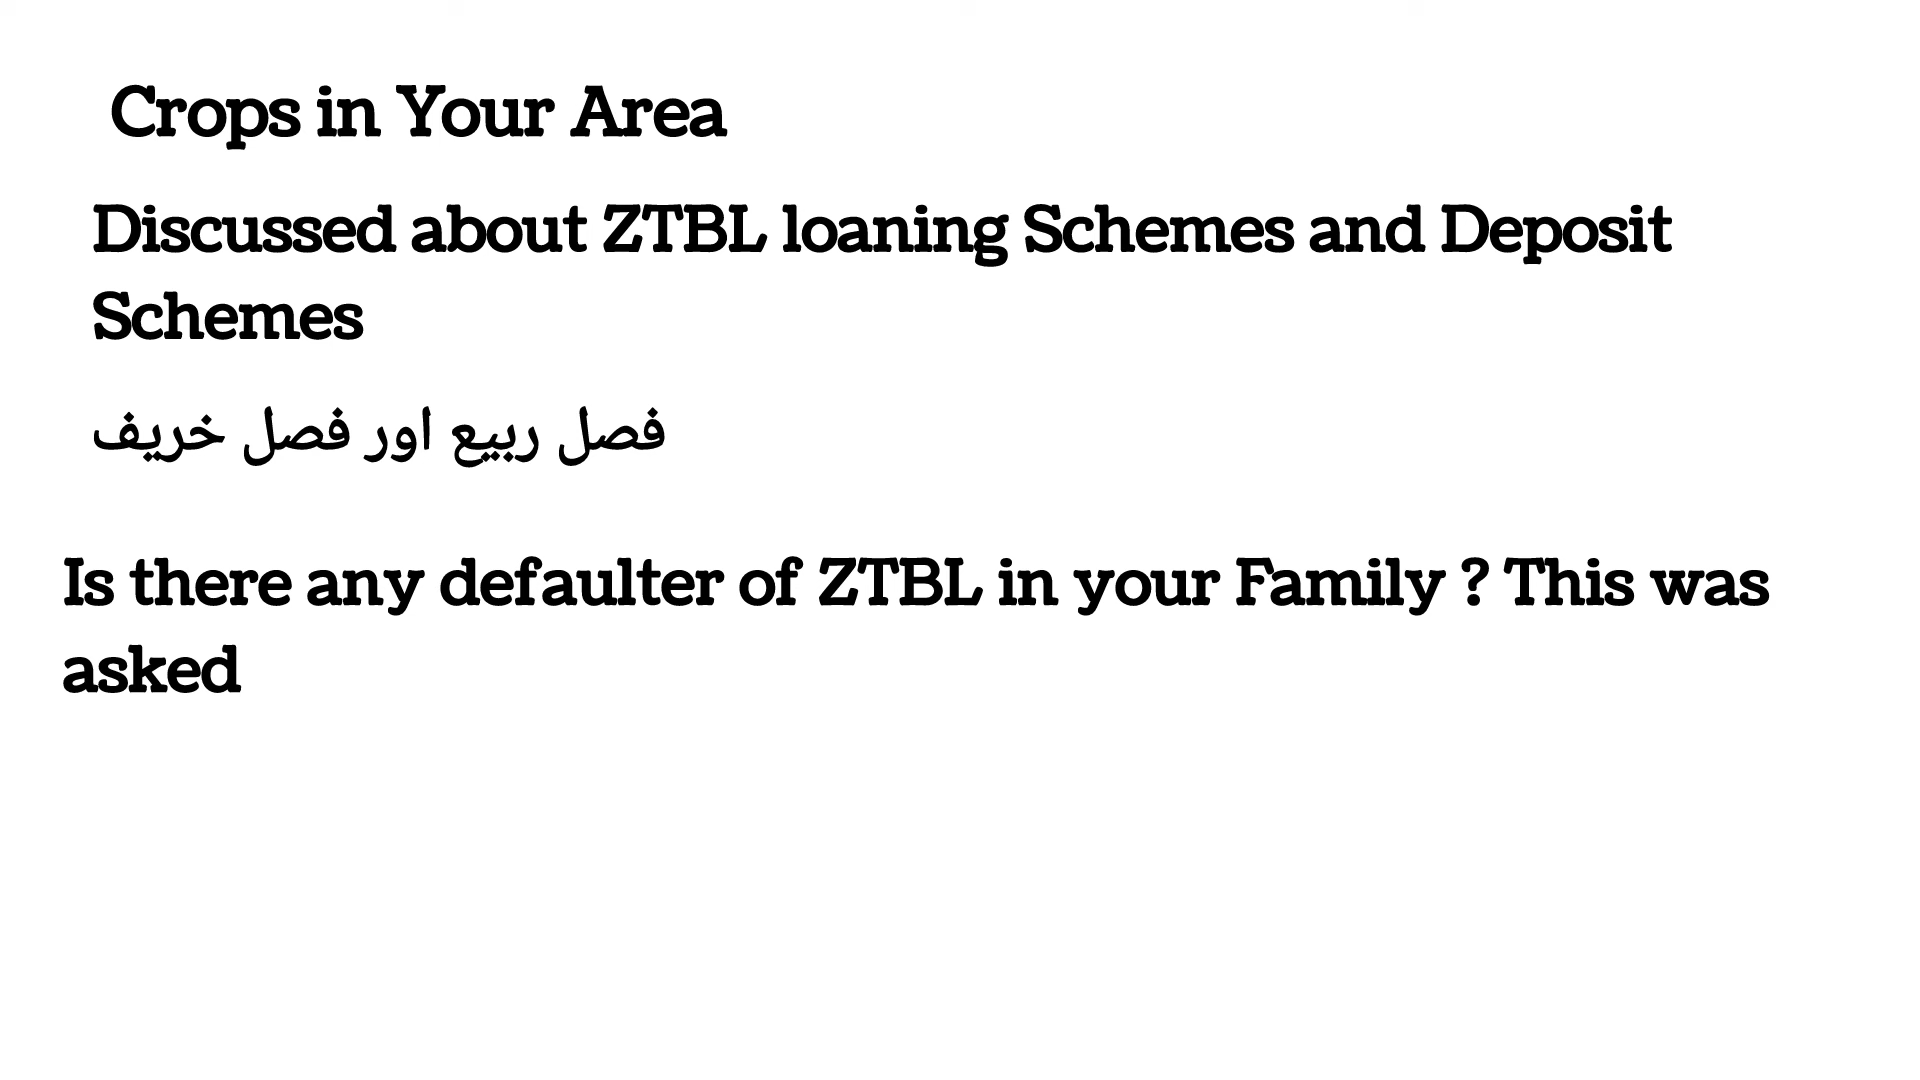 Crops in Your Area
Discussed about ZTBL loaning Schemes and Deposit
Schemes
فصل ربیع اور فصل خریف
Is there any defaulter of ZTBL in your Family ? This was
asked